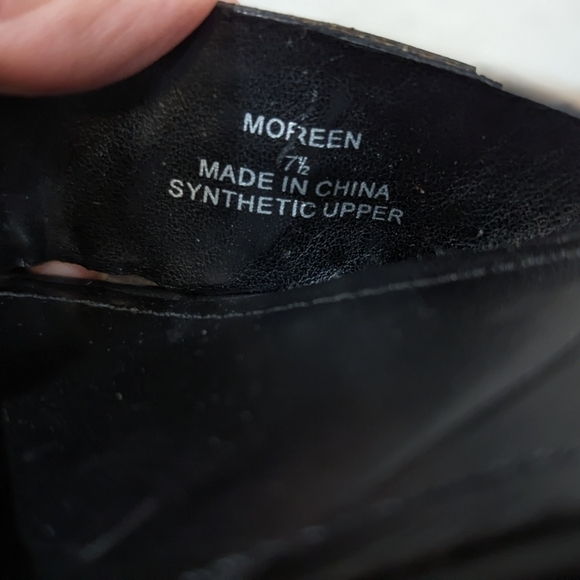 MOREEN
7½
MADE IN CHINA
SYNTHETIC UPPER